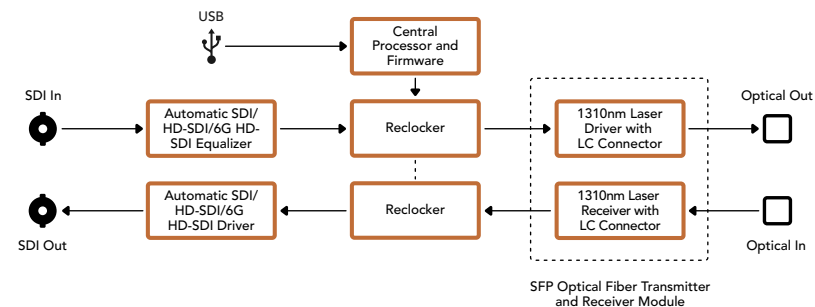 USB
Central
Processor and
Firmware
SDI In
Automatic SDI/
HD-SDI/6G HD-
SDI Equalizer
Reclocker
1310nm Laser
Driver with
LC Connector
Optical Out
Automatic SDI/
HD-SDI/6G
HD-SDI Driver
Reclocker
1310nm Laser
Receiver with
LC Connector
SDI Out
Optical In
SFP Optical Fiber Transmitter
and Receiver Module